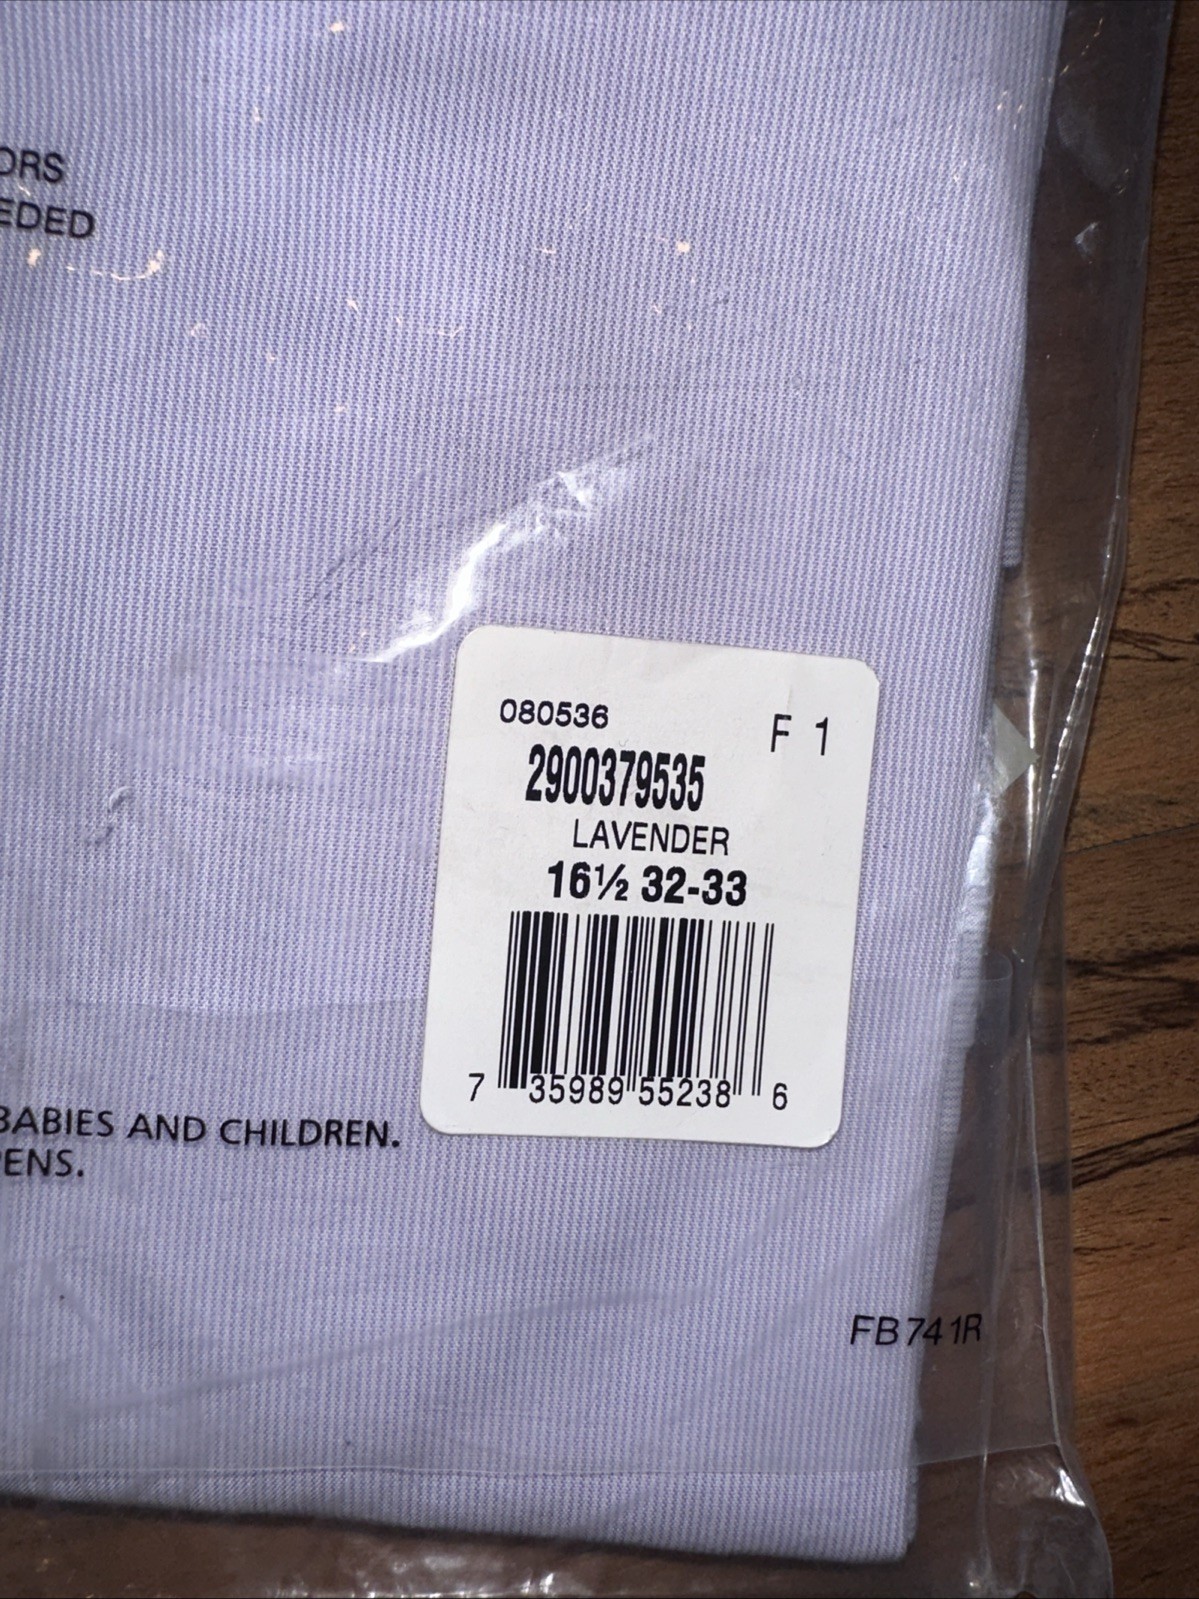 ORS
EDED
080536
F 1
2900379535
LAVENDER
16½ 32-33
7 35989 55238 6
BABIES AND CHILDREN.
PENS.
FB741R